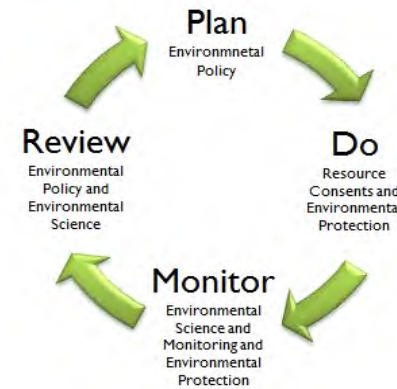 Plan
Environmnetal
Policy
Do
Resource
Consents and
Environmental
Protection
Monitor
Environmental
Science and
Monitoring and
Environmental
Protection
Review
Environmental
Policy and
Environmental
Science